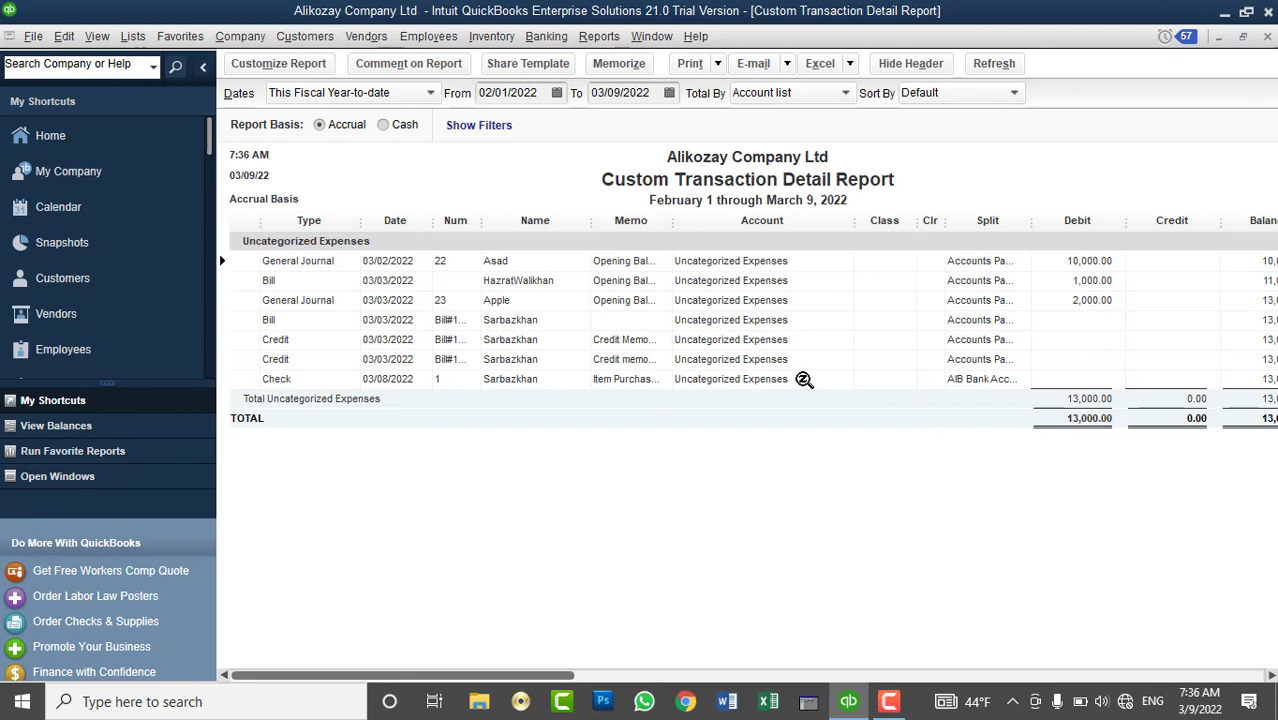 Alikozay Company Ltd - Intuit QuickBooks Enterprise Solutions 21.0 Trial Version - [Custom Transaction Detail Report]
File Edit View Lists Favorites Company Customers Vendors Employees Inventory Banking Reports Window Help 57
Search Company or Help
Customize Report Comment on Report Share Template Memorize Print E-mail Excel Hide Header Refresh
Dates This Fiscal Year-to-date From 02/01/2022 To 03/09/2022 Total By Account list Sort By Default
Report Basis: Accrual Cash Show Filters
My Shortcuts
Home
My Company
Calendar
Snapshots
Customers
Vendors
Employees
My Shortcuts
View Balances
Run Favorite Reports
Open Windows
Do More With QuickBooks
Get Free Workers Comp Quote
Order Labor Law Posters
Order Checks & Supplies
Promote Your Business
Finance with Confidence
7:36 AM
03/09/22
Accrual Basis
Alikozay Company Ltd
Custom Transaction Detail Report
February 1 through March 9, 2022
Type Date Num Name Memo Account Class Clr Split Debit Credit Balanc
Uncategorized Expenses
General Journal 03/02/2022 22 Asad Opening Bal... Uncategorized Expenses Accounts Pa... 10,000.00 10,
Bill 03/03/2022 HazratWalikhan Uncategorized Expenses Accounts Pa... 1,000.00 11,
General Journal 03/03/2022 23 Apple Opening Bal... Uncategorized Expenses Accounts Pa... 2,000.00 13,
Bill 03/03/2022 Bill#1... Sarbazkhan Uncategorized Expenses Accounts Pa... 13,
Credit 03/03/2022 Bill#1... Sarbazkhan Credit Memo... Uncategorized Expenses Accounts Pa... 13,
Credit 03/03/2022 Bill#1... Sarbazkhan Credit memo... Uncategorized Expenses Accounts Pa... 13,
Check 03/08/2022 1 Sarbazkhan Item Purchas... Uncategorized Expenses AIB Bank Acc... 13,
Total Uncategorized Expenses 13,000.00 0.00 13,
TOTAL 13,000.00 0.00 13,
Type here to search 44°F ENG 7:36 AM
3/9/2022